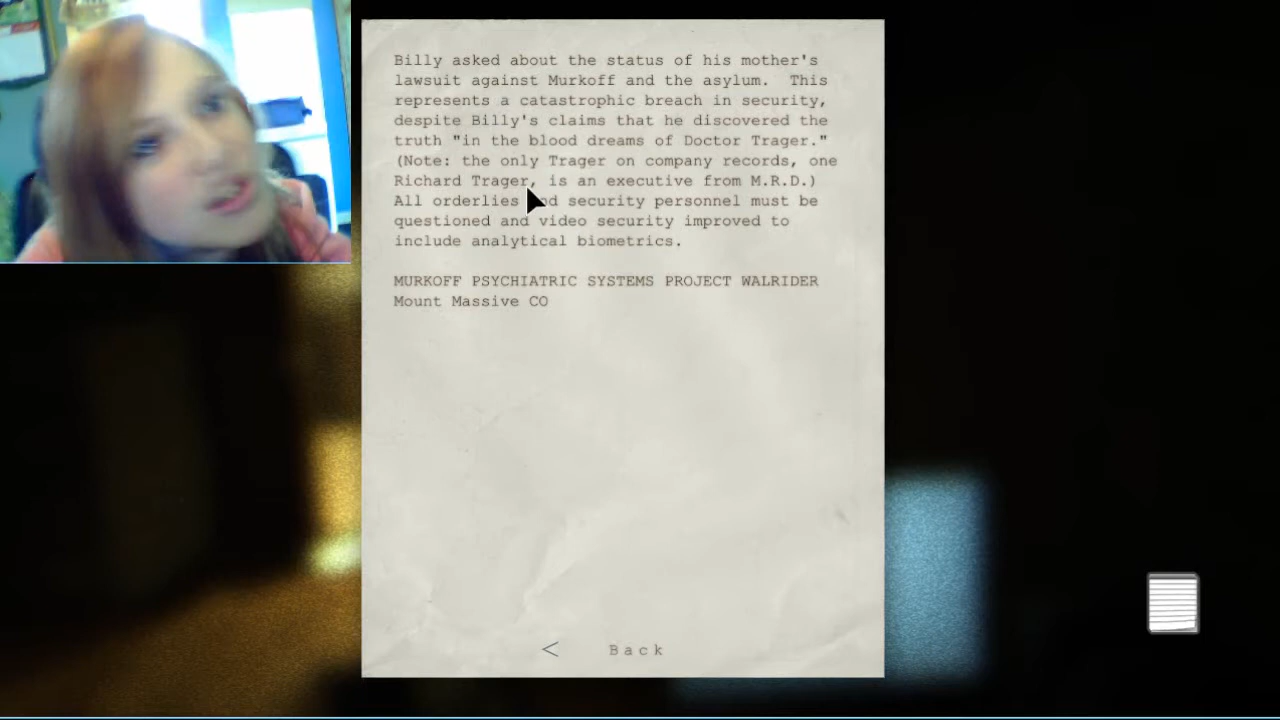 Billy asked about the status of his mother's
lawsuit against Murkoff and the asylum.  This
represents a catastrophic breach in security,
despite Billy's claims that he discovered the
truth "in the blood dreams of Doctor Trager."
(Note: the only Trager on company records, one
Richard Trager, is an executive from M.R.D.)
All orderlies and security personnel must be
questioned and video security improved to
include analytical biometrics.
MURKOFF PSYCHIATRIC SYSTEMS PROJECT WALRIDER
Mount Massive CO
< Back